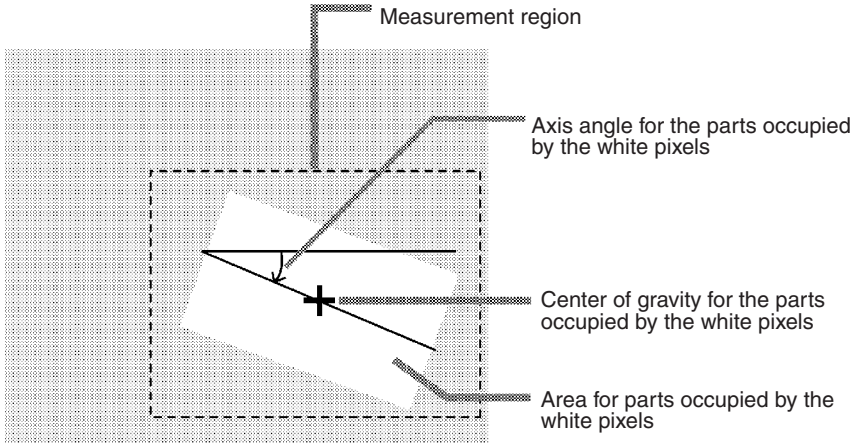 Measurement region
Axis angle for the parts occupied
by the white pixels
Center of gravity for the parts
occupied by the white pixels
Area for parts occupied by the
white pixels